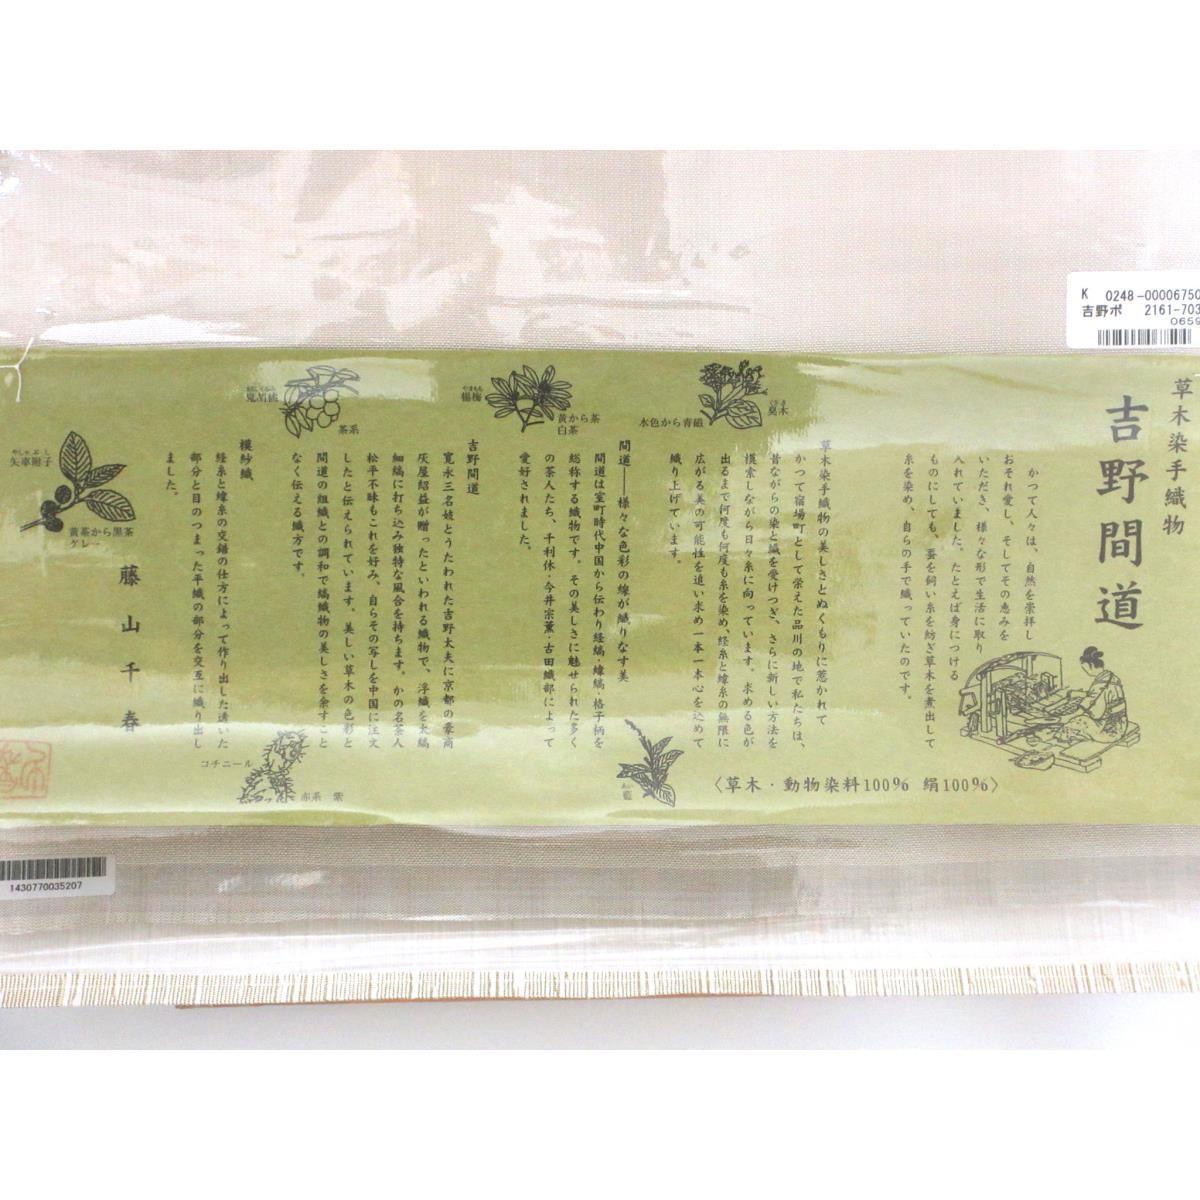 K 0248-00006750
吉野ポ 2161-703
0659
草木染手織物
吉野間道
かつて人々は、自然を崇拝し
おそれ愛し、そしてその恵みを
いただき、様々な形で生活に取り
入れていました。たとえば身につける
ものにしても、蚕を飼い糸を紡ぎ草木を煮出して
糸を染め、自らの手で織っていたのです。
〈草木・動物染料100% 絹100%〉
草木染手織物の美しさとぬくもりに惹かれて
かつて宿場町として栄えた品川の地で私たちは、
昔ながらの染と織を受けつぎ、さらに新しい方法を
模索しながら日々糸に向っています。求める色が
出るまで何度も何度も糸を染め、経糸と緯糸の無限に
広がる美の可能性を追い求め一本一本心を込めて
織り上げています。
間道――様々な色彩の線が織りなす美
間道は室町時代中国から伝わり経縞・緯縞・格子柄を
総称する織物です。その美しさに魅せられた多く
の茶人たち、千利休・今井宗薫・古田織部によって
愛好されました。
吉野間道
寛永三名妓とうたわれた吉野太夫に京都の豪商
灰屋紹益が贈ったといわれる織物で、浮織を太縞
細縞に打ち込み独特な風合を持ちます。かの名茶人
松平不昧もこれを好み、自らその写しを中国に注文
したと伝えられています。美しい草木の色彩と
間道の組織との調和で縞織物の美しさを余すこと
なく伝える織方です。
模紗織
経糸と緯糸の交錯の仕方によって作り出した透いた
部分と目のつまった平織の部分を交互に織り出し
ました。
藤山千春
くさぎ
臭木
水色から青磁
やまもも
楊梅
黄から茶
白茶
茶系
やしゃぶし
矢車附子
黄茶から黒茶
グレー
コチニール
赤系 紫
あい
藍
1430770035207